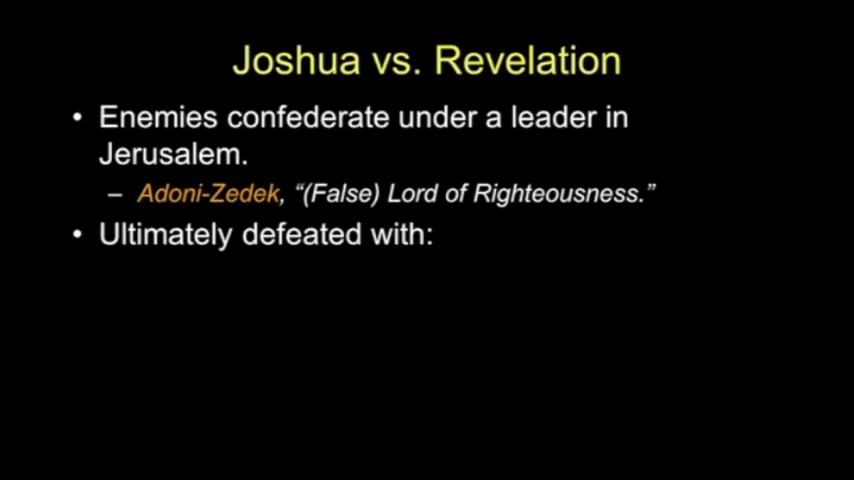 Joshua vs. Revelation
• Enemies confederate under a leader in
Jerusalem.
– Adoni-Zedek, “(False) Lord of Righteousness.”
• Ultimately defeated with: